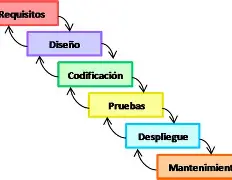 Requisitos
Diseño
Codificación
Pruebas
Despliegue
Mantenimient